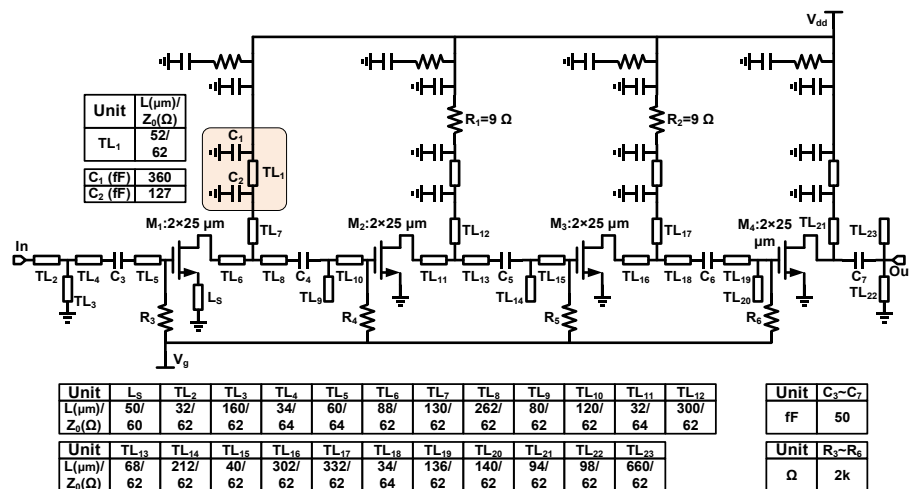 Vdd
R1=9 Ω
R2=9 Ω
Unit L(μm)/ Z0(Ω)
TL1 52/ 62
C1 (fF) 360
C2 (fF) 127
C1
TL1
C2
M1:2×25 μm
M2:2×25 μm
M3:2×25 μm
M4:2×25 μm
TL7
TL12
TL17
TL21
TL23
In
TL2
TL4
C3
TL5
TL6
TL8
C4
TL10
TL11
TL13
C5
TL15
TL16
TL18
C6
TL19
C7
Ou
TL3
LS
TL9
TL14
TL20
TL22
R3
R4
R5
R6
Vg
Unit LS TL2 TL3 TL4 TL5 TL6 TL7 TL8 TL9 TL10 TL11 TL12
L(μm)/ 50/ 32/ 160/ 34/ 60/ 88/ 130/ 262/ 80/ 120/ 32/ 300/
Z0(Ω) 60 62 62 64 64 62 62 62 62 62 64 62
Unit C3~C7
fF 50
Unit TL13 TL14 TL15 TL16 TL17 TL18 TL19 TL20 TL21 TL22 TL23
L(μm)/ 68/ 212/ 40/ 302/ 332/ 34/ 136/ 140/ 94/ 98/ 660/
Z0(Ω) 62 62 62 62 62 64 62 62 62 62 62
Unit R3~R6
Ω 2k